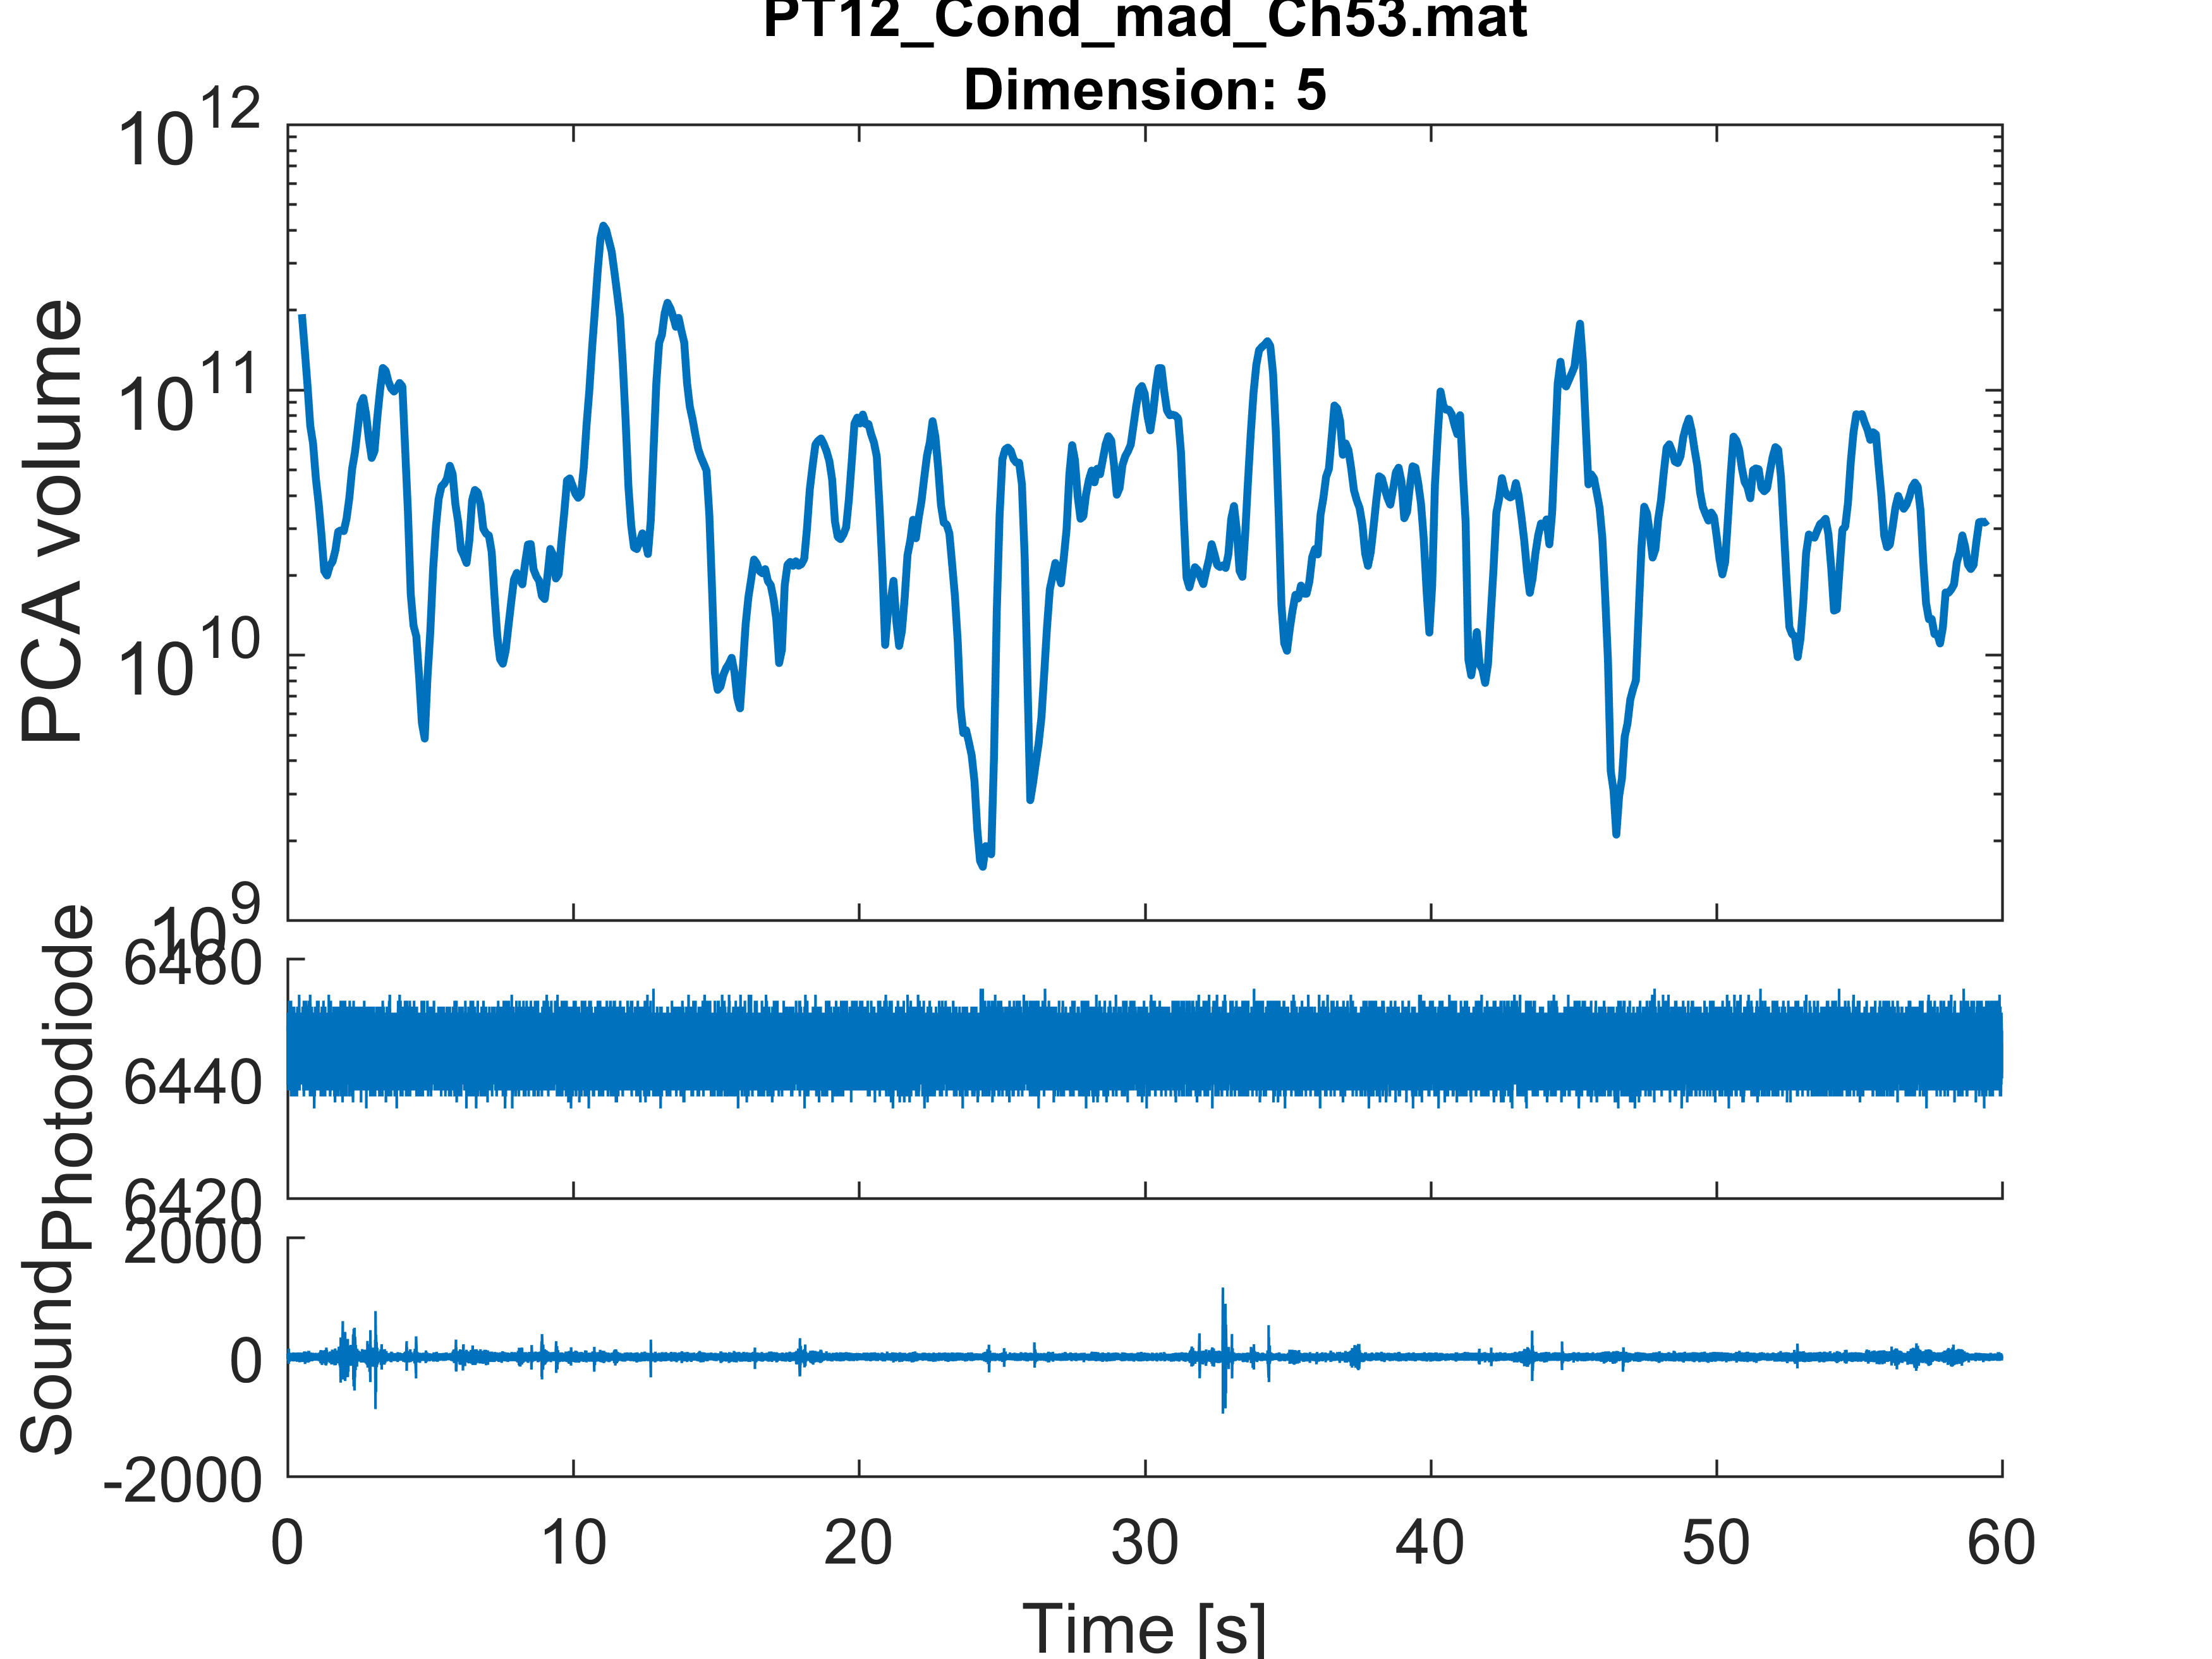 PT12_Cond_mad_Ch53.mat
Dimension: 5
PCA volume
10^12
10^11
10^10
10^9
Photodiode
6460
6440
6420
Sound
2000
0
-2000
0 10 20 30 40 50 60
Time [s]